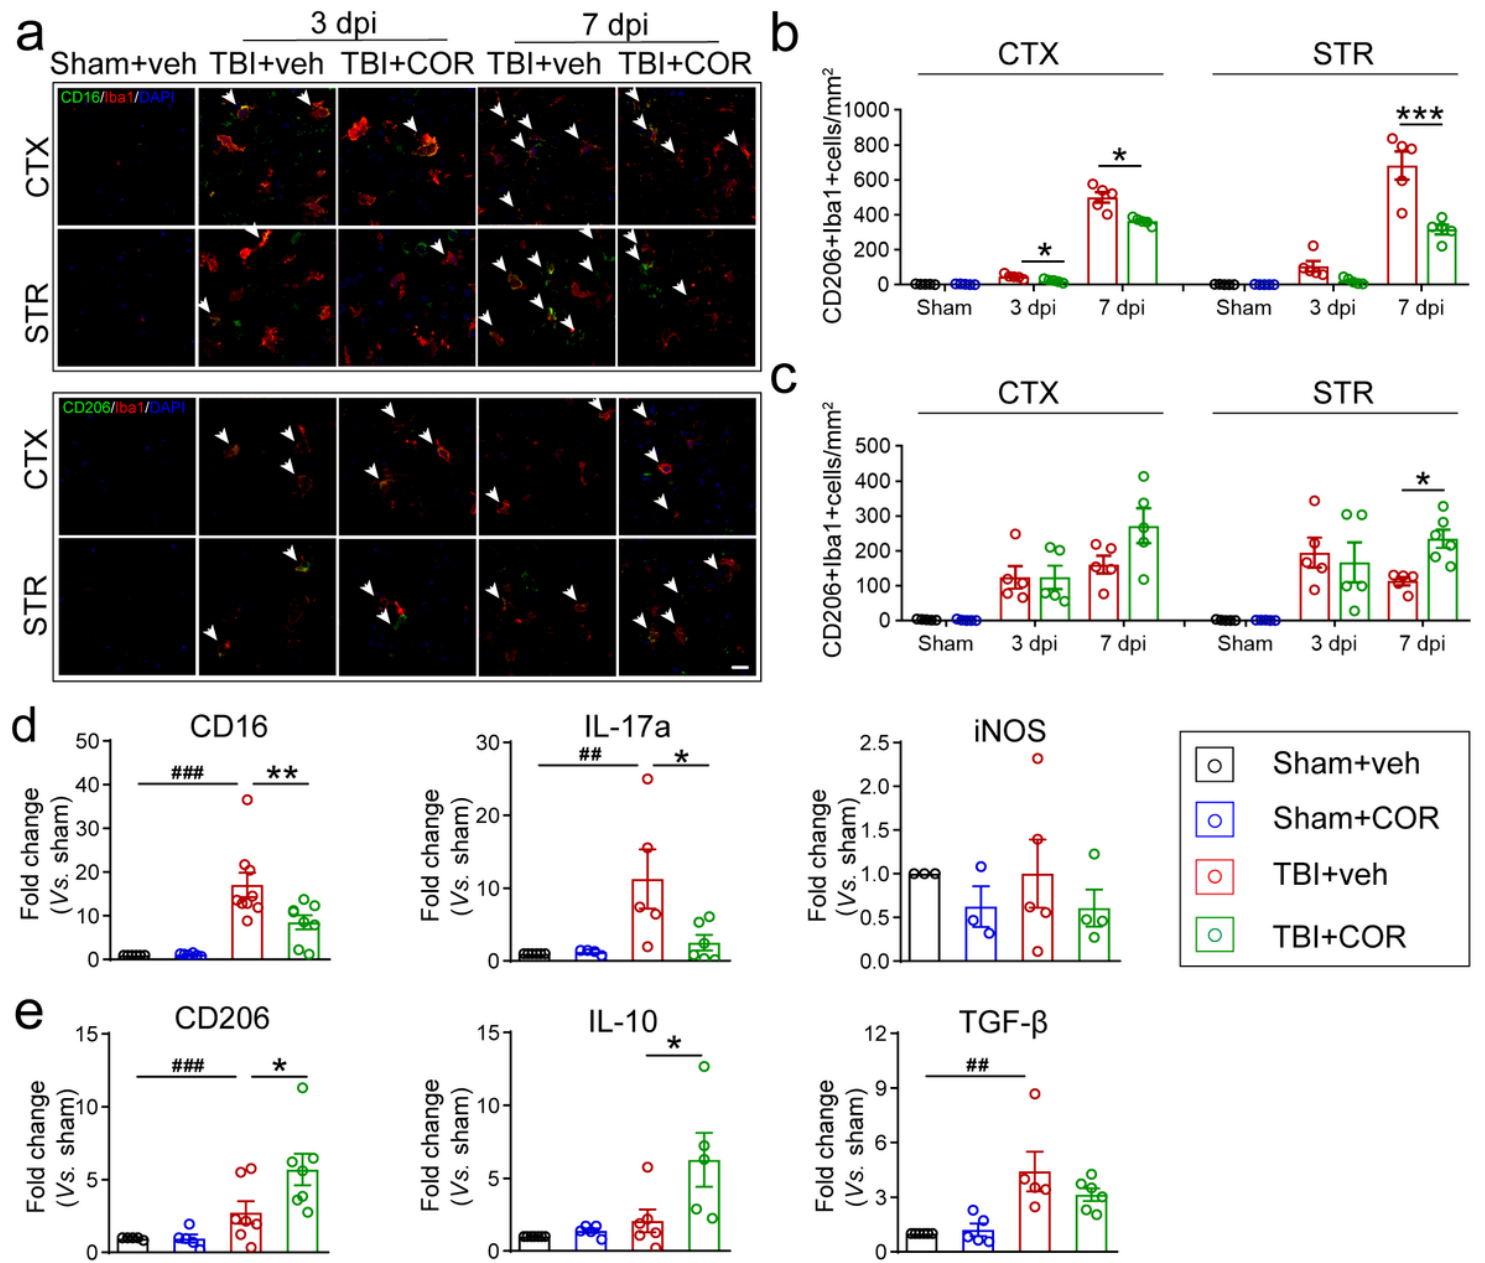 a
3 dpi
7 dpi
Sham+veh TBI+veh TBI+COR TBI+veh TBI+COR
CD16/Iba1/DAPI
CTX
STR
CD206/Iba1/DAPI
CTX
STR
b
CTX
STR
CD206+Iba1+cells/mm²
1000
800
600
400
200
0
*
*
***
Sham 3 dpi 7 dpi Sham 3 dpi 7 dpi
c
CTX
STR
CD206+Iba1+cells/mm²
500
400
300
200
100
0
*
Sham 3 dpi 7 dpi Sham 3 dpi 7 dpi
d
CD16
Fold change
(Vs. sham)
50
40
30
20
10
0
### **
IL-17a
Fold change
(Vs. sham)
30
20
10
0
## *
iNOS
Fold change
(Vs. sham)
2.5
2.0
1.5
1.0
0.5
0.0
Sham+veh
Sham+COR
TBI+veh
TBI+COR
e
CD206
Fold change
(Vs. sham)
15
10
5
0
### *
IL-10
Fold change
(Vs. sham)
15
10
5
0
*
TGF-β
Fold change
(Vs. sham)
12
9
6
3
0
##